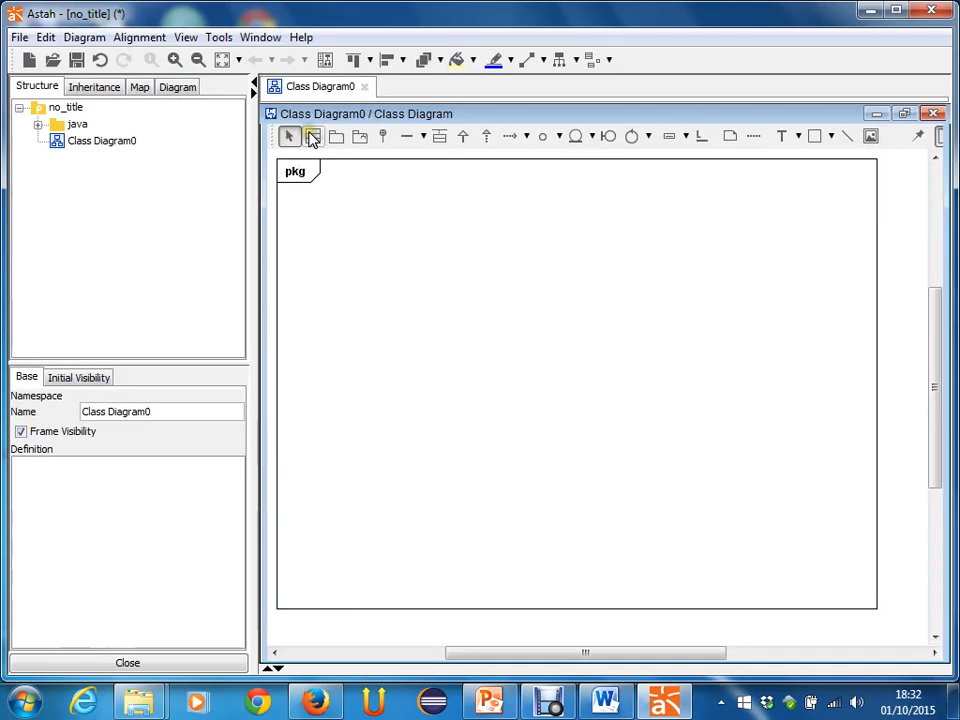 Astah - [no_title] (*)
File Edit Diagram Alignment View Tools Window Help
Structure Inheritance Map Diagram
no_title
java
Class Diagram0
Base Initial Visibility
Namespace
Name Class Diagram0
Frame Visibility
Definition
Close
Class Diagram0
Class Diagram0 / Class Diagram
T
pkg
18:32
01/10/2015